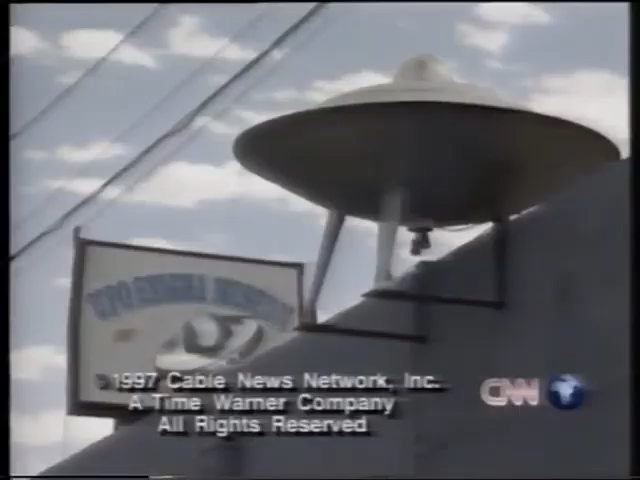 ©1997 Cable News Network, Inc.
A Time Warner Company
All Rights Reserved
CNN